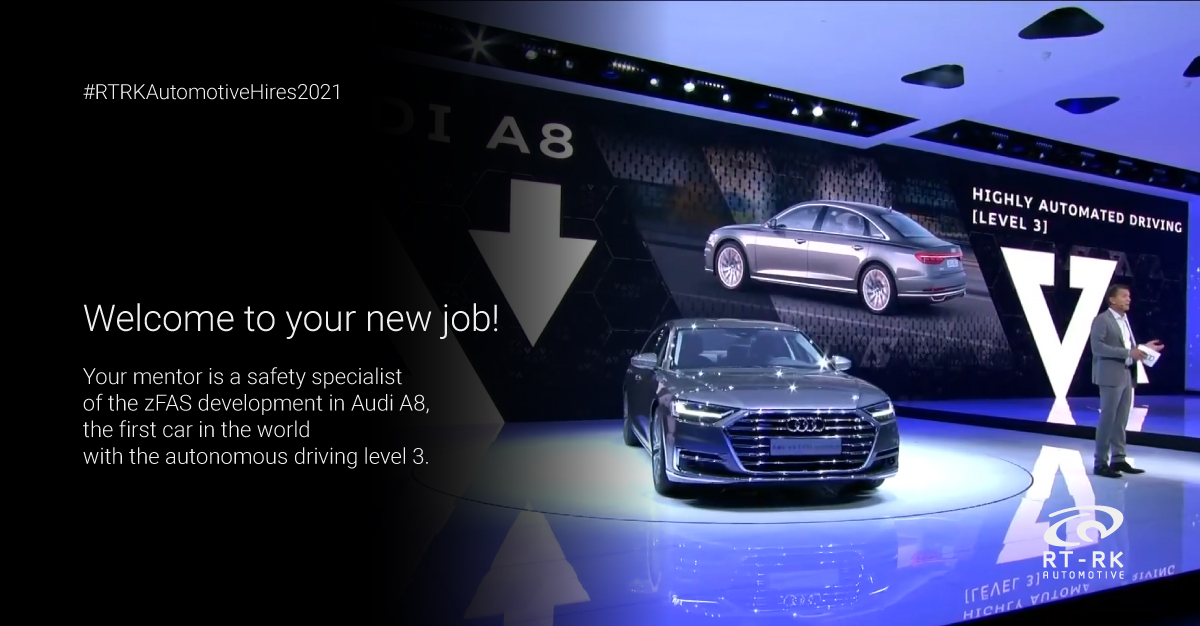 #RTRKAutomotiveHires2021
DI A8
HIGHLY AUTOMATED DRIVING
[LEVEL 3]
Welcome to your new job!
Your mentor is a safety specialist
of the zFAS development in Audi A8,
the first car in the world
with the autonomous driving level 3.
RT-RK
AUTOMOTIVE
[LEVEL 3]